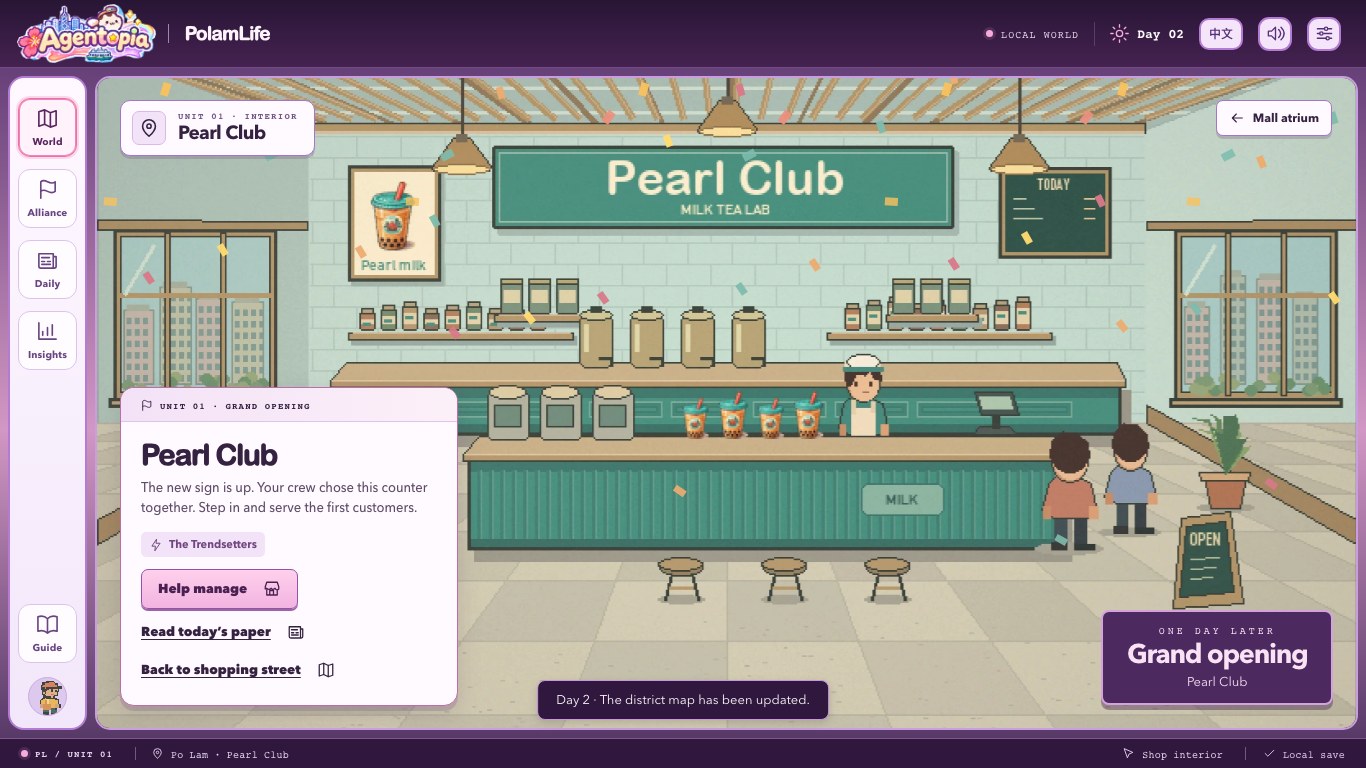 Agentopia
PolamLife
LOCAL WORLD
Day 02
中文
UNIT 01 · INTERIOR
Pearl Club
Mall atrium
World
Alliance
Daily
Insights
Guide
Pearl Club
MILK TEA LAB
Pearl milk
TODAY
MILK
OPEN
UNIT 01 · GRAND OPENING
Pearl Club
The new sign is up. Your crew chose this counter
together. Step in and serve the first customers.
The Trendsetters
Help manage
Read today's paper
Back to shopping street
ONE DAY LATER
Grand opening
Pearl Club
Day 2 · The district map has been updated.
PL / UNIT 01
Po Lam · Pearl Club
Shop interior
Local save